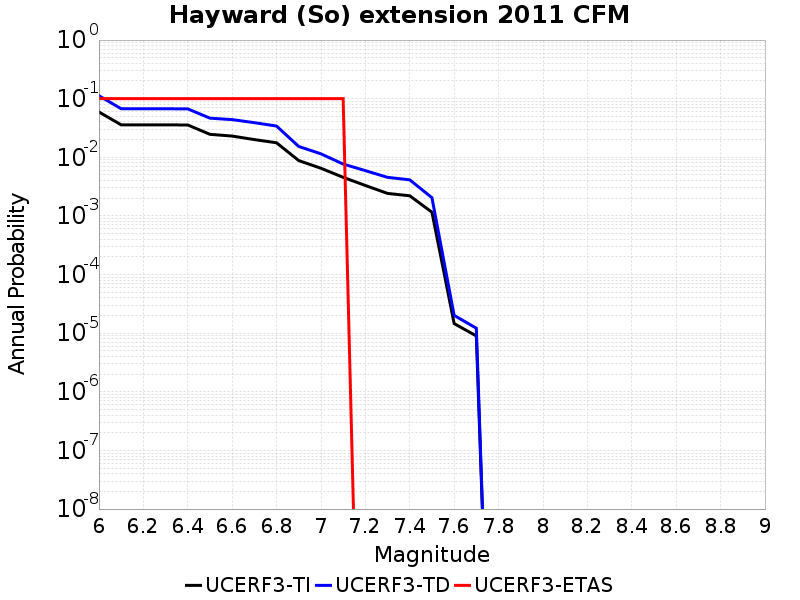 Hayward (So) extension 2011 CFM
10^0
10^-1
10^-2
10^-3
10^-4
10^-5
10^-6
10^-7
10^-8
Annual Probability
6 6.2 6.4 6.6 6.8 7 7.2 7.4 7.6 7.8 8 8.2 8.4 8.6 8.8 9
Magnitude
UCERF3-TI UCERF3-TD UCERF3-ETAS